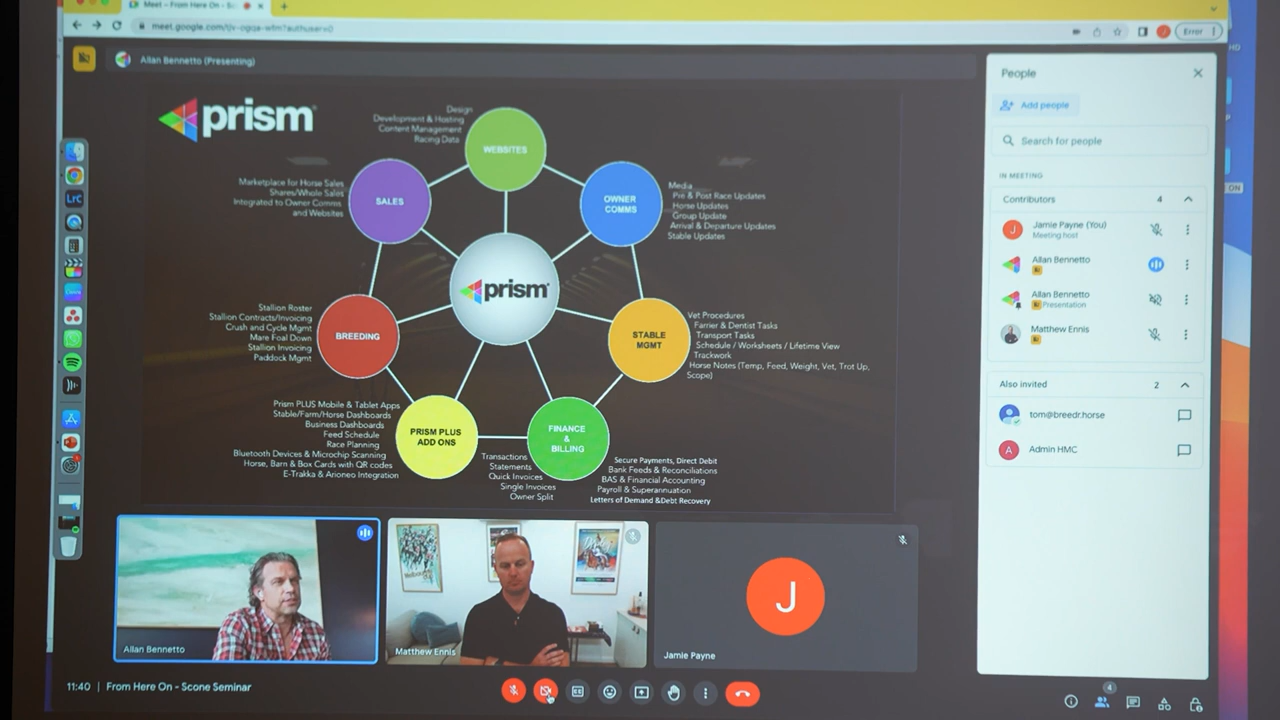 Meet – From Here On - Sc
meet.google.com/
Error
Allan Bennetto (Presenting)
prism
Design
Development & Hosting
Content Management
Racing Data
WEBSITES
Marketplace for Horse Sales
Shares/Whole Sales
Integrated to Owner Comms
and Websites
SALES
OWNER
COMMS
Media
Pre & Post Race Updates
Horse Updates
Group Update
Arrival & Departure Updates
Stable Updates
prism
Stallion Roster
Stallion Contracts/Invoicing
Crush and Cycle Mgmt
Mare Foal Down
Stallion Invoicing
Paddock Mgmt
BREEDING
STABLE
MGMT
Vet Procedures
Farrier & Dentist Tasks
Transport Tasks
Schedule / Worksheets / Lifetime View
Trackwork
Horse Notes (Temp, Feed, Weight, Vet, Trot Up,
Scope)
Prism PLUS Mobile & Tablet Apps
Stable/Farm/Horse Dashboards
Business Dashboards
Feed Schedule
Race Planning
Bluetooth Devices & Microchip Scanning
Horse, Barn & Box Cards with QR codes
E-Trakka & Arioneo Integration
PRISM PLUS
ADD ONS
FINANCE
&
BILLING
Transactions
Statements
Quick Invoices
Single Invoices
Owner Split
Secure Payments, Direct Debit
Bank Feeds & Reconciliations
BAS & Financial Accounting
Payroll & Superannuation
Letters of Demand &Debt Recovery
People
Add people
Search for people
IN MEETING
Contributors 4
J
Jamie Payne (You)
Meeting host
Allan Bennetto
Allan Bennetto
Presentation
Matthew Ennis
Also invited 2
tom@breedr.horse
A
Admin HMC
LrC
HD
ON
Allan Bennetto
Matthew Ennis
J
Jamie Payne
11:40 | From Here On - Scone Seminar
4